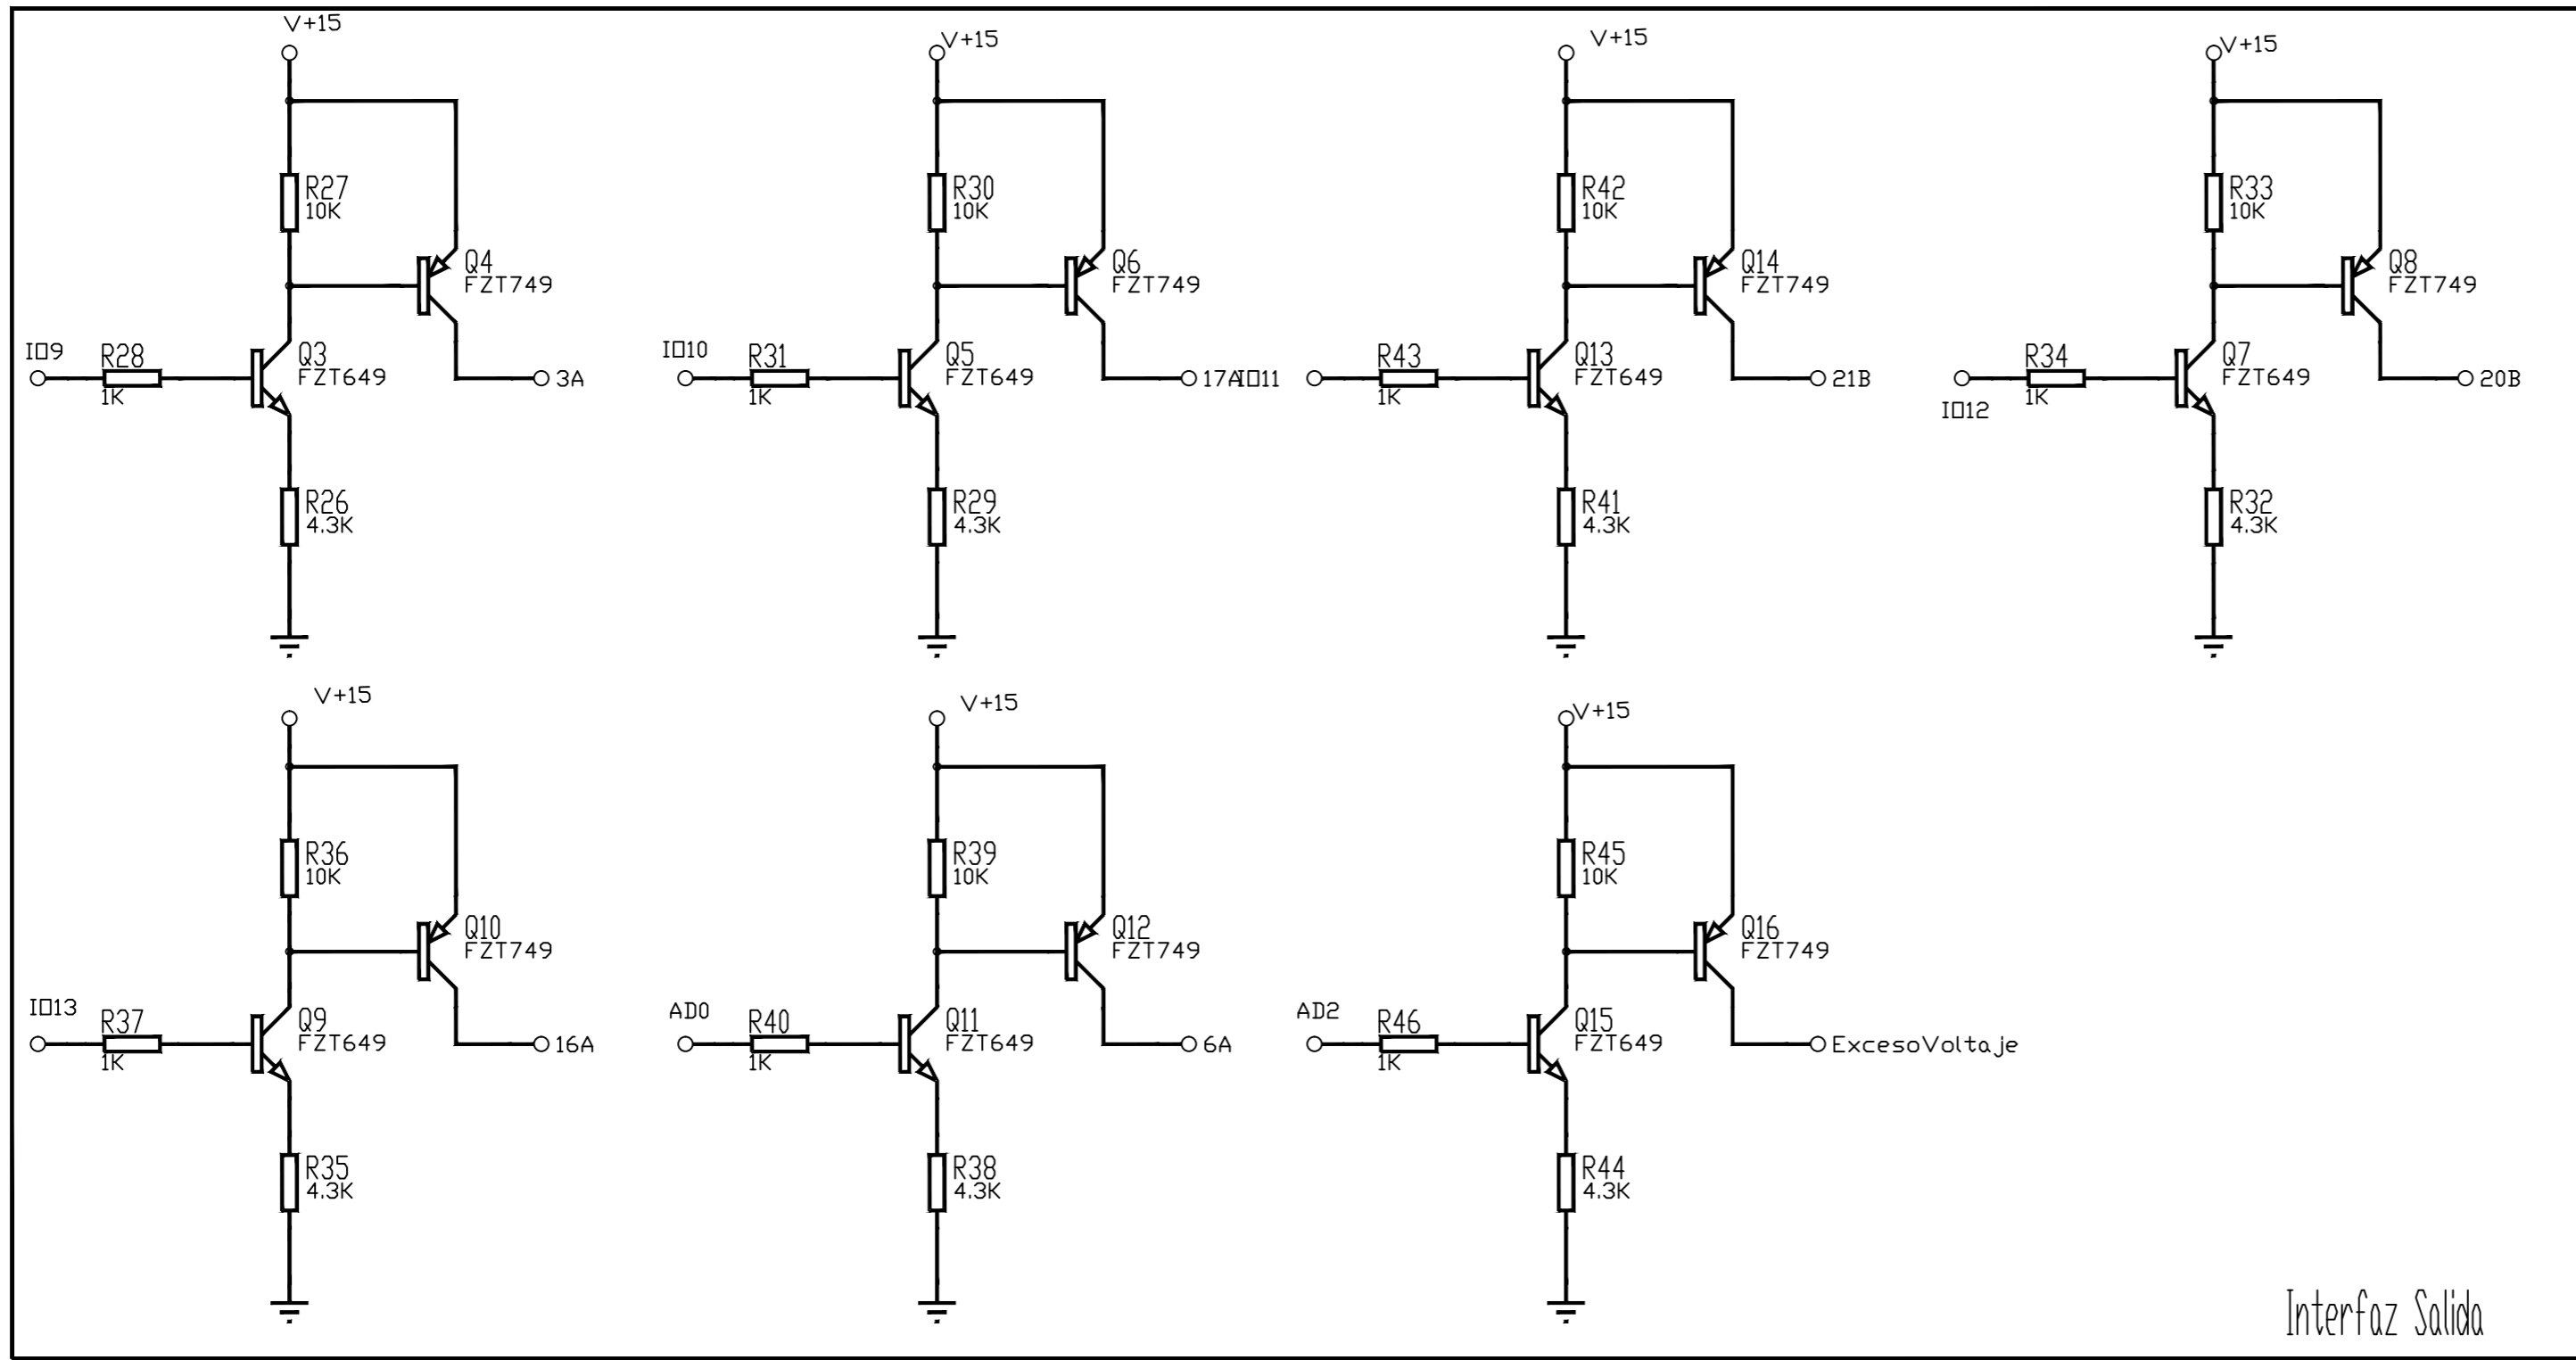 V+15
R27
10K
Q4
FZT749
IO9
R28
1K
Q3
FZT649
3A
R26
4.3K
V+15
R30
10K
Q6
FZT749
IO10
R31
1K
Q5
FZT649
17A
R29
4.3K
V+15
R42
10K
Q14
FZT749
IO11
R43
1K
Q13
FZT649
21B
R41
4.3K
V+15
R33
10K
Q8
FZT749
IO12
R34
1K
Q7
FZT649
20B
R32
4.3K
V+15
R36
10K
Q10
FZT749
IO13
R37
1K
Q9
FZT649
16A
R35
4.3K
V+15
R39
10K
Q12
FZT749
AD0
R40
1K
Q11
FZT649
6A
R38
4.3K
V+15
R45
10K
Q16
FZT749
AD2
R46
1K
Q15
FZT649
ExcesoVoltaje
R44
4.3K
Interfaz Salida